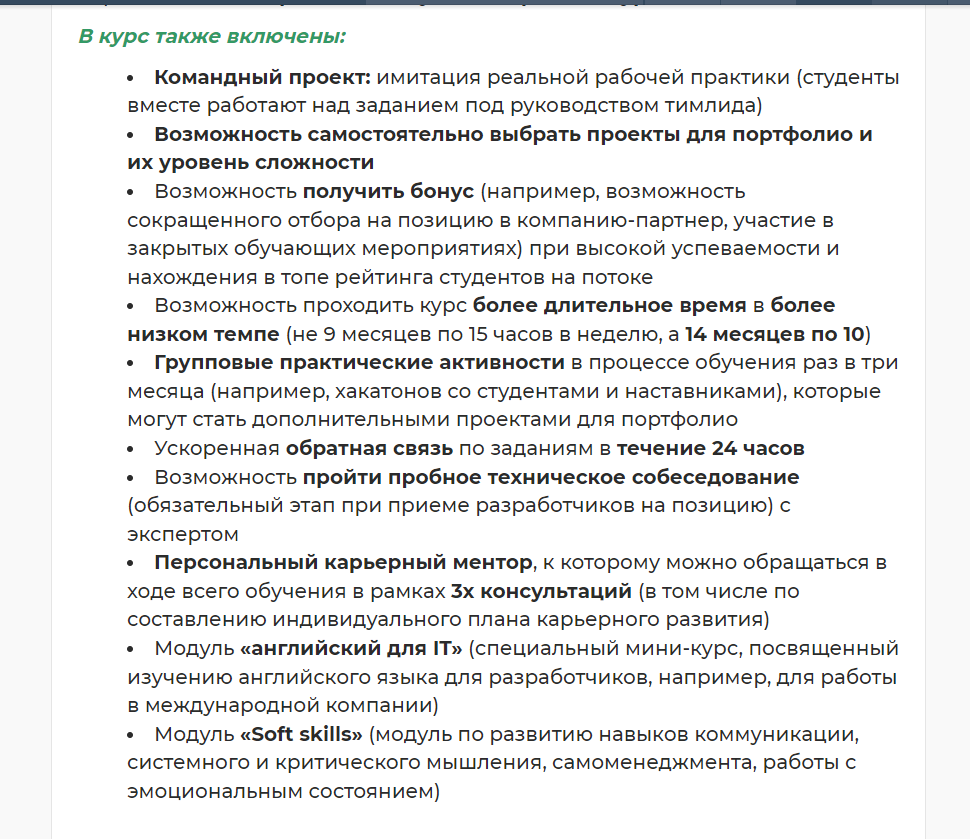 В курс также включены:
• Командный проект: имитация реальной рабочей практики (студенты
вместе работают над заданием под руководством тимлида)
• Возможность самостоятельно выбрать проекты для портфолио и
их уровень сложности
• Возможность получить бонус (например, возможность
сокращенного отбора на позицию в компанию-партнер, участие в
закрытых обучающих мероприятиях) при высокой успеваемости и
нахождения в топе рейтинга студентов на потоке
• Возможность проходить курс более длительное время в более
низком темпе (не 9 месяцев по 15 часов в неделю, а 14 месяцев по 10)
• Групповые практические активности в процессе обучения раз в три
месяца (например, хакатонов со студентами и наставниками), которые
могут стать дополнительными проектами для портфолио
• Ускоренная обратная связь по заданиям в течение 24 часов
• Возможность пройти пробное техническое собеседование
(обязательный этап при приеме разработчиков на позицию) с
экспертом
• Персональный карьерный ментор, к которому можно обращаться в
ходе всего обучения в рамках 3х консультаций (в том числе по
составлению индивидуального плана карьерного развития)
• Модуль «английский для IT» (специальный мини-курс, посвященный
изучению английского языка для разработчиков, например, для работы
в международной компании)
• Модуль «Soft skills» (модуль по развитию навыков коммуникации,
системного и критического мышления, самоменеджмента, работы с
эмоциональным состоянием)